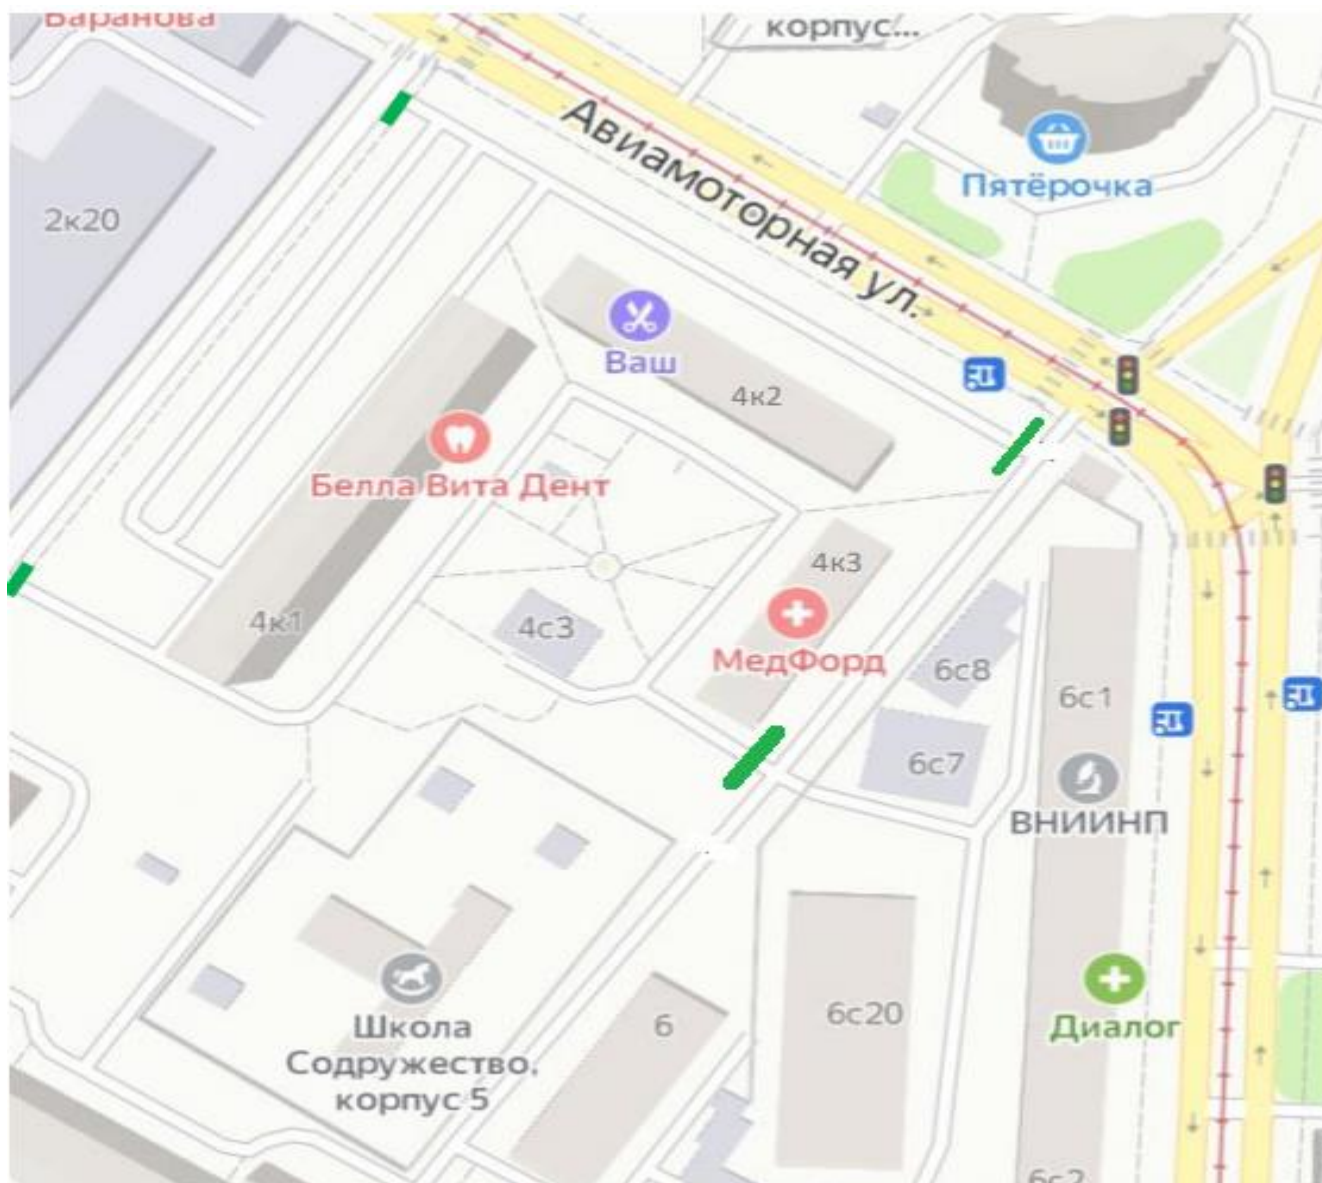 Баранова
корпус...
Авиамоторная ул.
Пятёрочка
2к20
Ваш
4к2
Белла Вита Дент
4к3
4к1
4с3
МедФорд
6с8
6с1
6с7
ВНИИНП
6с20
6
Диалог
Школа
Содружество,
корпус 5
6с2